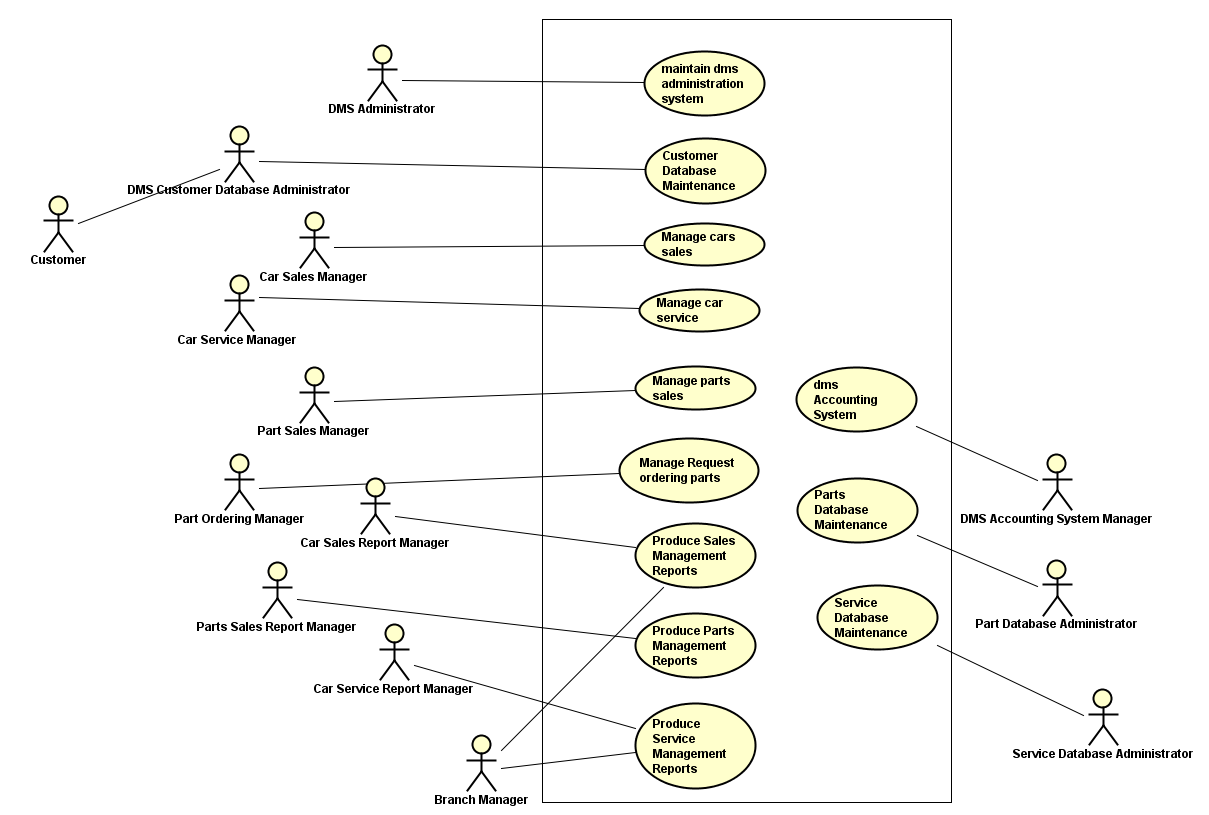 maintain dms
administration
system
DMS Administrator
Customer
Database
Maintenance
DMS Customer Database Administrator
Customer
Manage cars
sales
Car Sales Manager
Manage car
service
Car Service Manager
Manage parts
sales
Part Sales Manager
dms
Accounting
System
Manage Request
ordering parts
Part Ordering Manager
DMS Accounting System Manager
Parts
Database
Maintenance
Car Sales Report Manager
Produce Sales
Management
Reports
Parts Sales Report Manager
Part Database Administrator
Service
Database
Maintenance
Produce Parts
Management
Reports
Car Service Report Manager
Produce
Service
Management
Reports
Service Database Administrator
Branch Manager